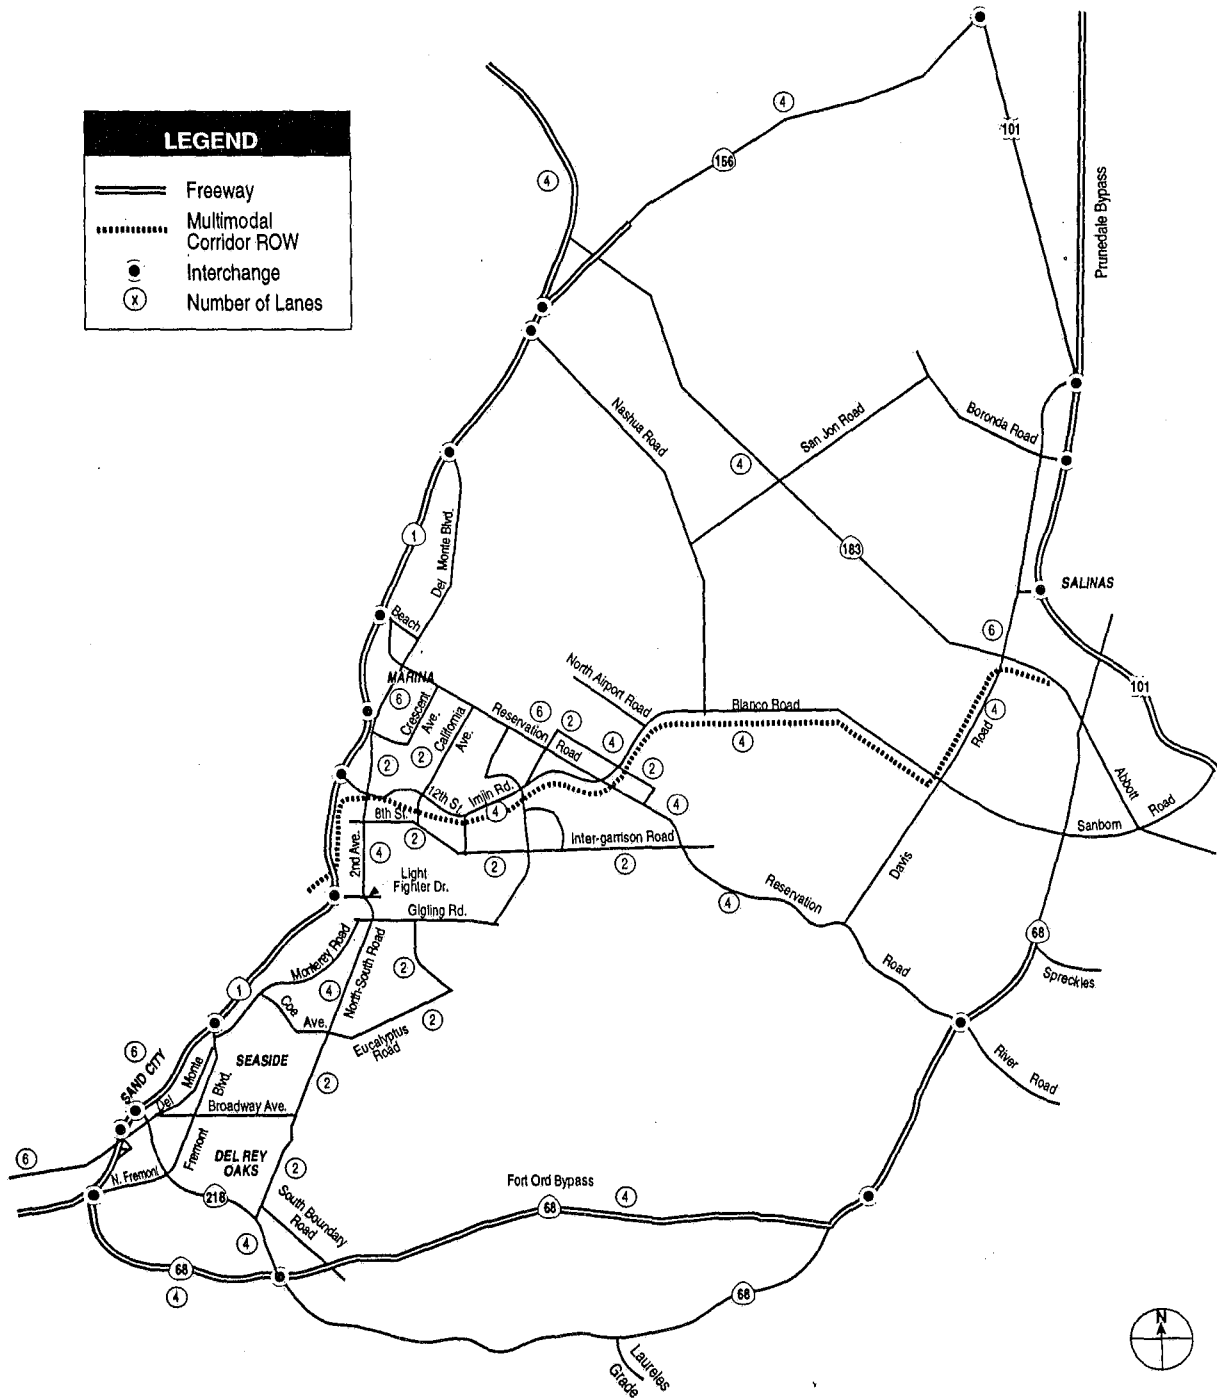 LEGEND
Freeway
Multimodal
Corridor ROW
Interchange
x
Number of Lanes
4
4
156
101
Prunedale Bypass
Nashua Road
San Jon Road
Boronda Road
4
183
1
Del Monte Blvd.
Beach
SALINAS
6
101
MARINA
6
Crescent
Ave.
California
Ave.
Reservation
Road
North Airport Road
6
2
4
2
4
Blanco Road
4
4
Road
Davis
Abbott
Road
Sanborn
2
2
12th St.
Imjin Rd.
4
8th St.
2
2nd Ave.
4
2
Inter-garrison Road
2
Light
Fighter Dr.
Gigling Rd.
4
Reservation
Road
68
Spreckles
River Road
Monterey Road
North-South Road
2
1
4
Coe
Ave.
2
Eucalyptus
Road
6
SAND CITY
Del Monte
Blvd.
SEASIDE
2
Broadway Ave.
Fremont
DEL REY
OAKS
6
N. Fremont
218
2
South Boundary
Road
4
Fort Ord Bypass
68
4
68
4
68
Laureles
Grade
N